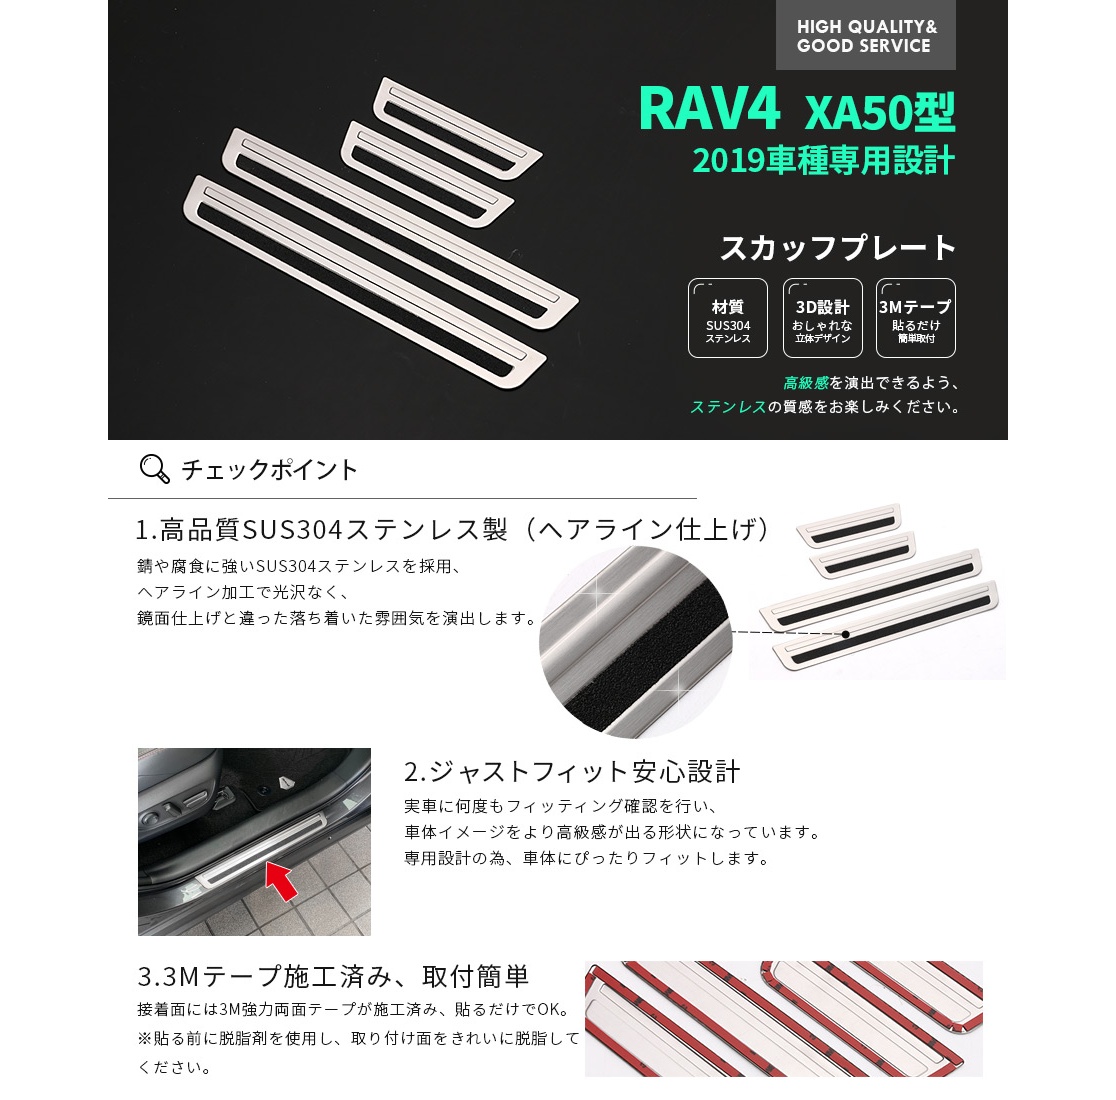 HIGH QUALITY&
GOOD SERVICE
RAV4 XA50型
2019車種専用設計
スカッフプレート
材質
SUS304
ステンレス
3D設計
おしゃれな
立体デザイン
3Mテープ
貼るだけ
簡単取付
高級感を演出できるよう、
ステンレスの質感をお楽しみください。
チェックポイント
1.高品質SUS304ステンレス製（ヘアライン仕上げ）
錆や腐食に強いSUS304ステンレスを採用、
ヘアライン加工で光沢なく、
鏡面仕上げと違った落ち着いた雰囲気を演出します。
2.ジャストフィット安心設計
実車に何度もフィッティング確認を行い、
車体イメージをより高級感が出る形状になっています。
専用設計の為、車体にぴったりフィットします。
3.3Mテープ施工済み、取付簡単
接着面には3M強力両面テープが施工済み、貼るだけでOK。
※貼る前に脱脂剤を使用し、取り付け面をきれいに脱脂して
ください。